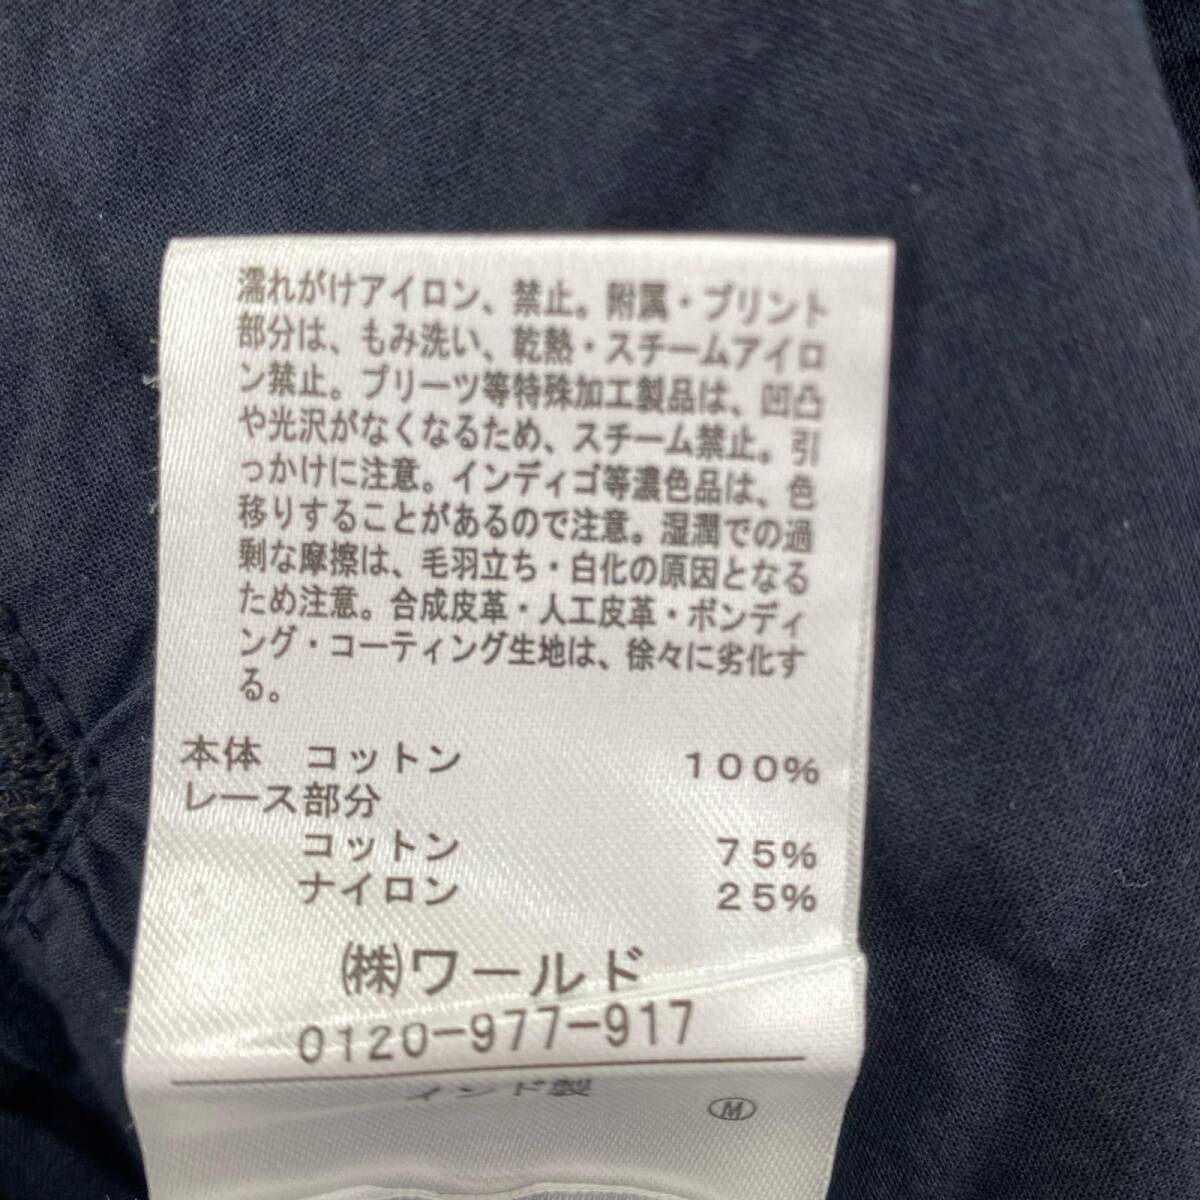 濡れがけアイロン、禁止。附属・プリント
部分は、もみ洗い、乾熱・スチームアイロ
ン禁止。プリーツ等特殊加工製品は、凹凸
や光沢がなくなるため、スチーム禁止。引
っかけに注意。インディゴ等濃色品は、色
移りすることがあるので注意。湿潤での過
剰な摩擦は、毛羽立ち・白化の原因となる
ため注意。合成皮革・人工皮革・ボンディ
ング・コーティング生地は、徐々に劣化す
る。
本体 コットン 100%
レース部分
コットン 75%
ナイロン 25%
㈱ワールド
0120-977-917
インド製
Ⓜ